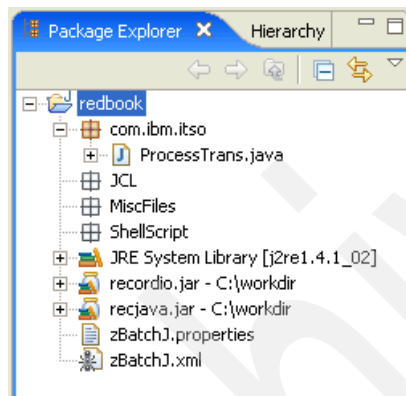 Package Explorer Hierarchy
redbook
com.ibm.itso
ProcessTrans.java
JCL
MiscFiles
ShellScript
JRE System Library [j2re1.4.1_02]
recordio.jar - C:\workdir
recjava.jar - C:\workdir
zBatchJ.properties
zBatchJ.xml